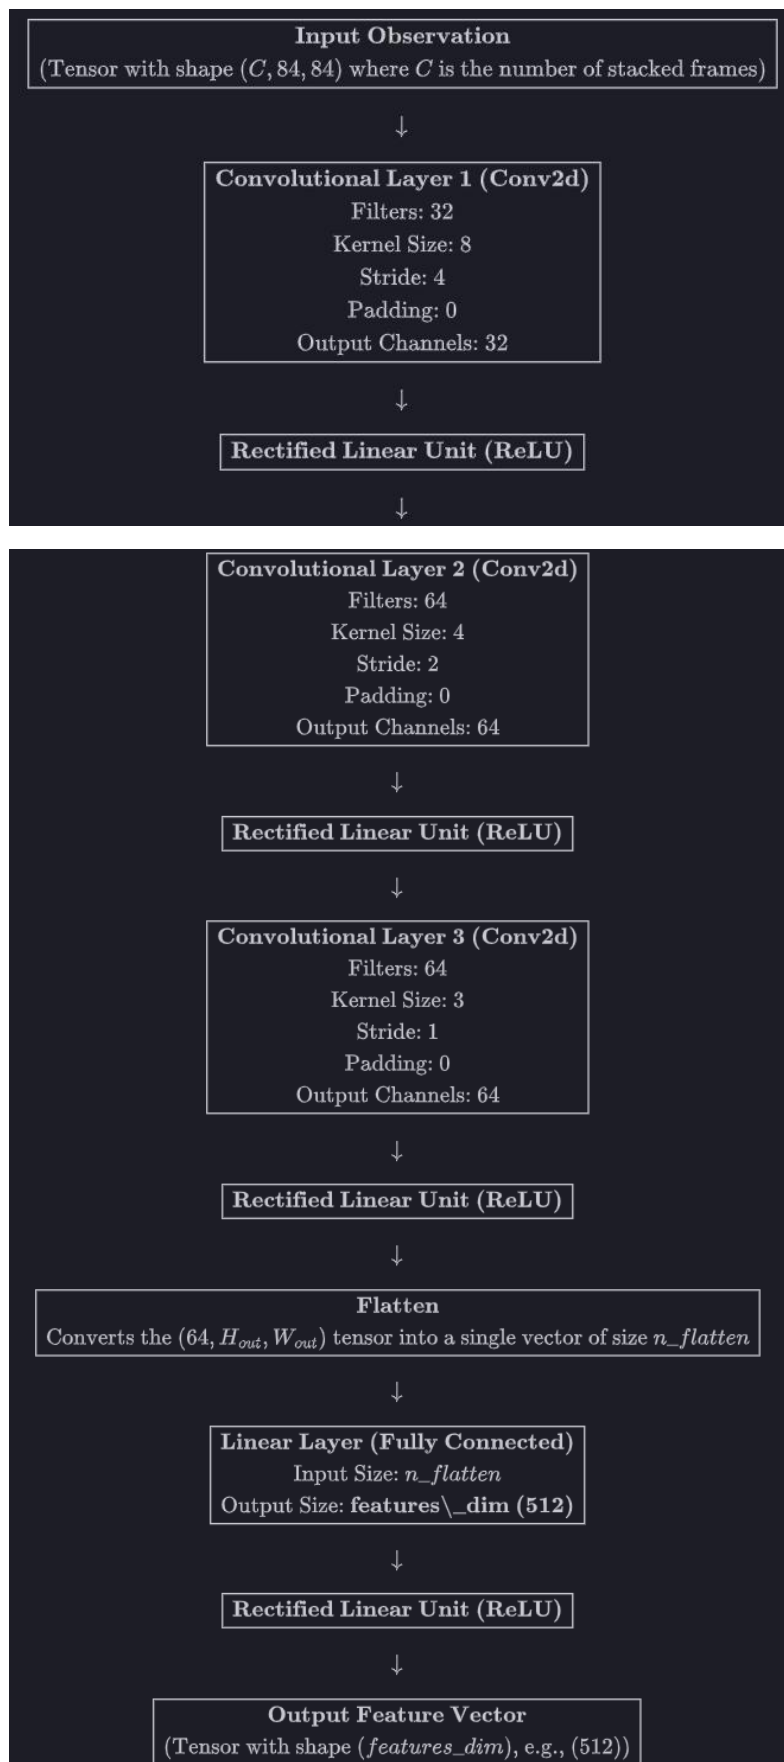 Input Observation
(Tensor with shape (C, 84, 84) where C is the number of stacked frames)
↓
Convolutional Layer 1 (Conv2d)
Filters: 32
Kernel Size: 8
Stride: 4
Padding: 0
Output Channels: 32
↓
Rectified Linear Unit (ReLU)
↓
Convolutional Layer 2 (Conv2d)
Filters: 64
Kernel Size: 4
Stride: 2
Padding: 0
Output Channels: 64
↓
Rectified Linear Unit (ReLU)
↓
Convolutional Layer 3 (Conv2d)
Filters: 64
Kernel Size: 3
Stride: 1
Padding: 0
Output Channels: 64
↓
Rectified Linear Unit (ReLU)
↓
Flatten
Converts the (64, H_out, W_out) tensor into a single vector of size n_flatten
↓
Linear Layer (Fully Connected)
Input Size: n_flatten
Output Size: features\_dim (512)
↓
Rectified Linear Unit (ReLU)
↓
Output Feature Vector
(Tensor with shape (features_dim), e.g., (512))